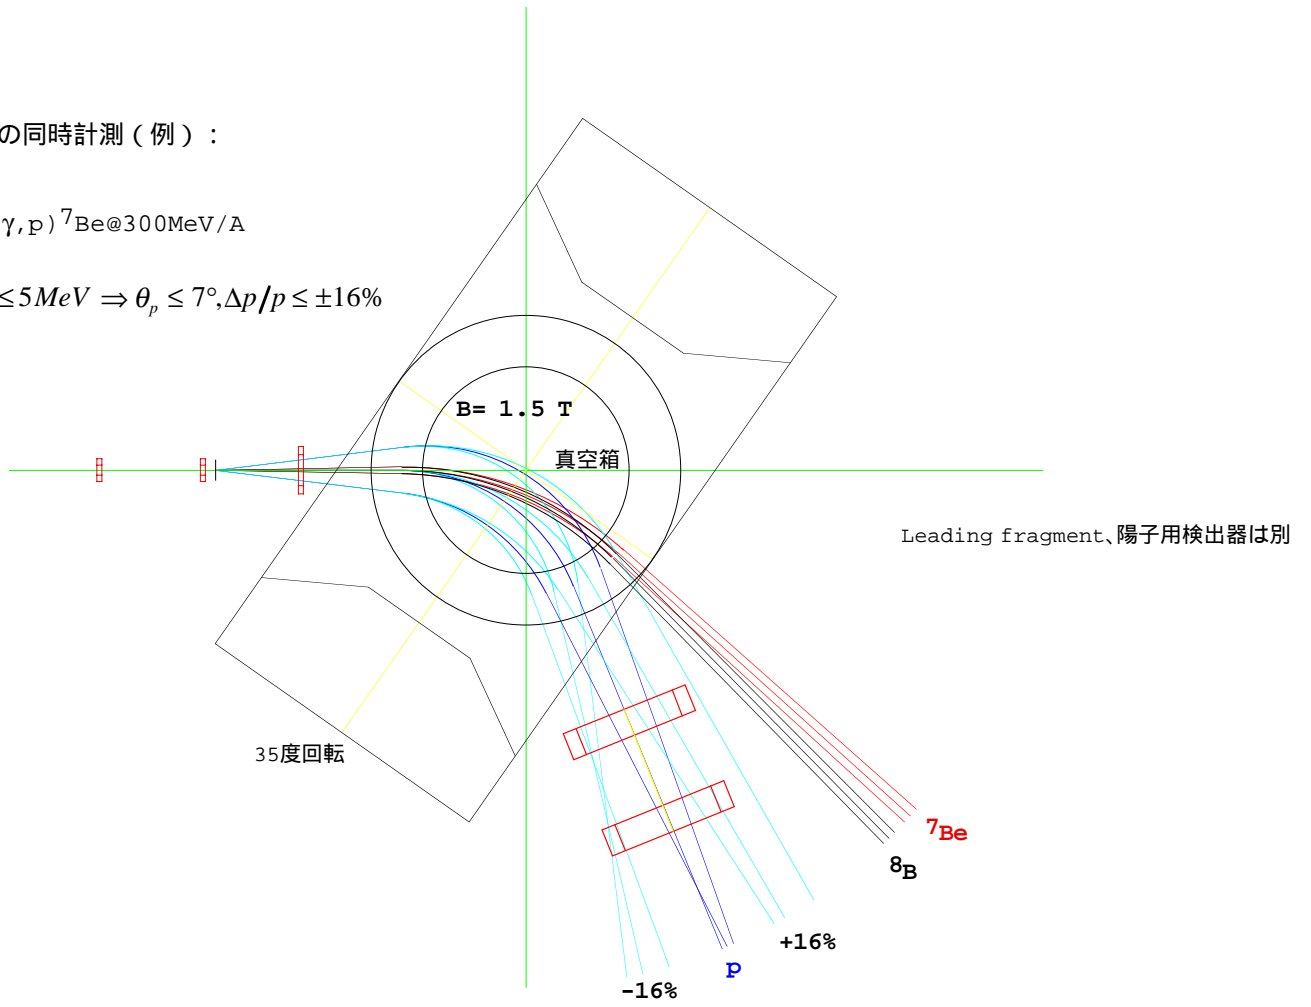 の同時計測（例）：
γ,p)⁷Be@300MeV/A
≤5MeV ⇒ θₚ ≤ 7°,Δp/p ≤ ±16%
B= 1.5 T
真空箱
Leading fragment、陽子用検出器は別
35度回転
⁷Be
⁸B
+16%
p
-16%